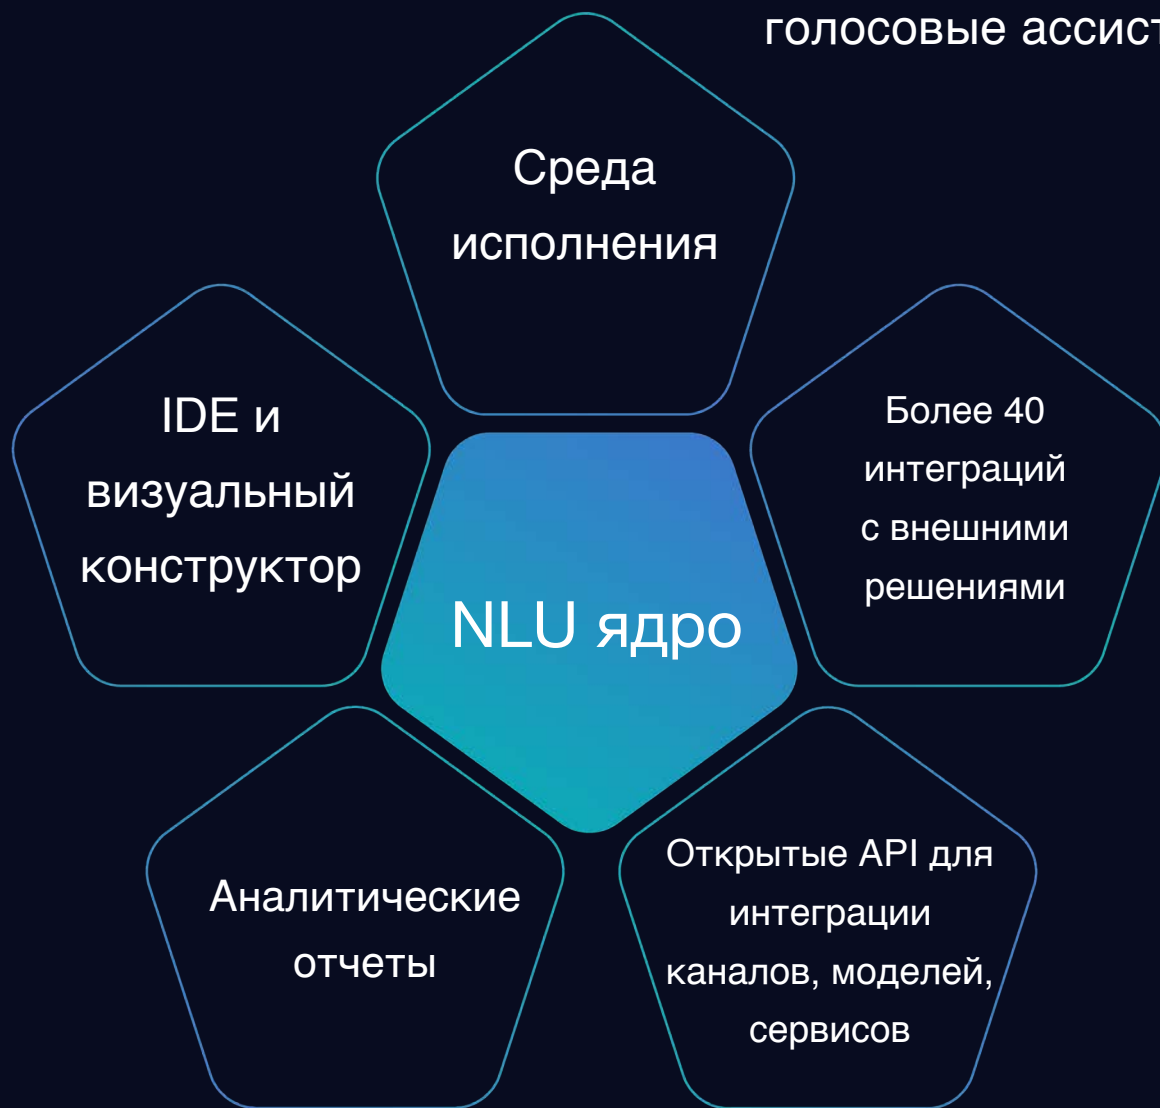 голосовые
Среда
исполнения
IDE и
визуальный
конструктор
Более 40
интеграций
с внешними
решениями
NLU ядро
Аналитические
отчеты
Открытые API для
интеграции
каналов, моделей,
сервисов